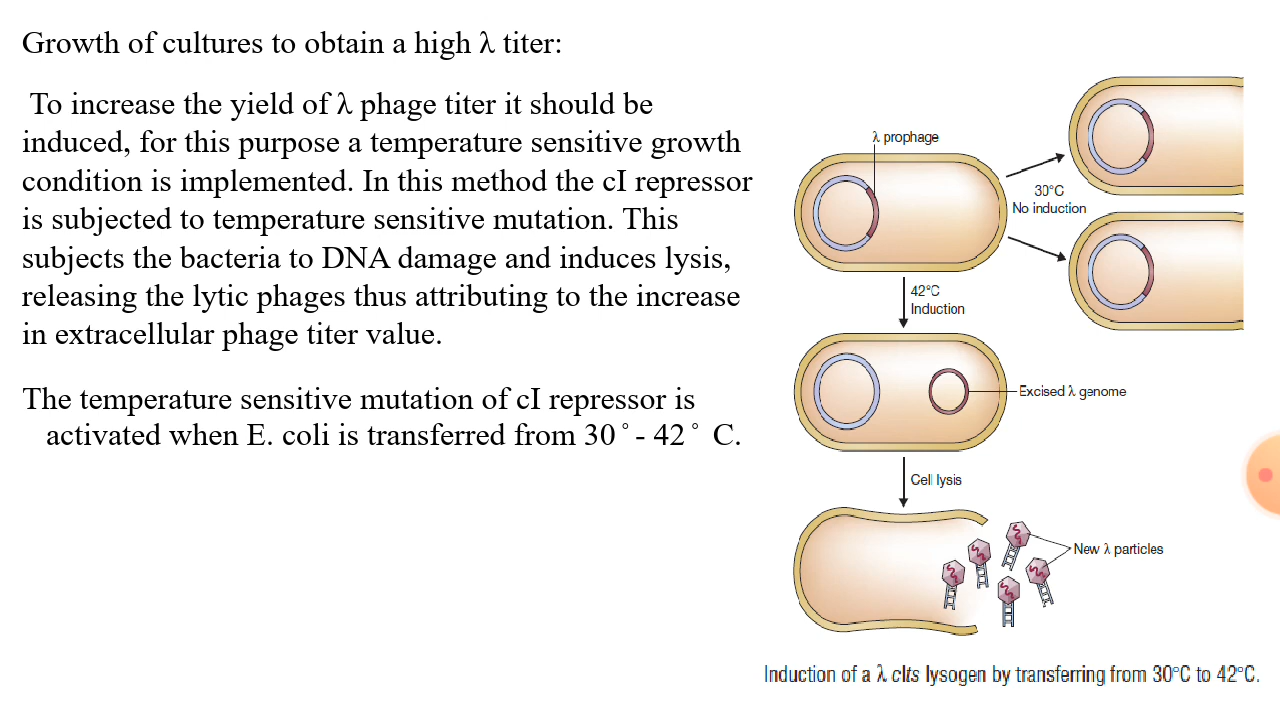 Growth of cultures to obtain a high λ titer:
To increase the yield of λ phage titer it should be
induced, for this purpose a temperature sensitive growth
condition is implemented. In this method the cI repressor
is subjected to temperature sensitive mutation. This
subjects the bacteria to DNA damage and induces lysis,
releasing the lytic phages thus attributing to the increase
in extracellular phage titer value.
The temperature sensitive mutation of cI repressor is
activated when E. coli is transferred from 30˚- 42˚ C.
λ prophage
30°C
No induction
42°C
Induction
Excised λ genome
Cell lysis
New λ particles
Induction of a λ cIts lysogen by transferring from 30°C to 42°C.